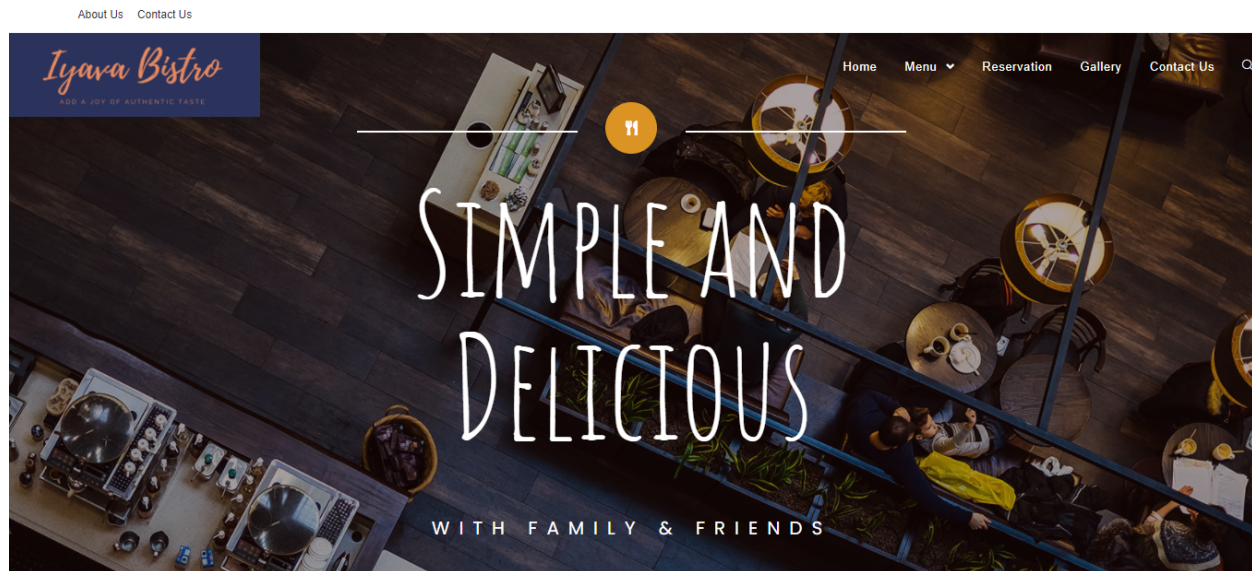 About Us Contact Us
Iyava Bistro
ADD A JOY OF AUTHENTIC TASTE
Home Menu Reservation Gallery Contact Us
SIMPLE AND
DELICIOUS
WITH FAMILY & FRIENDS